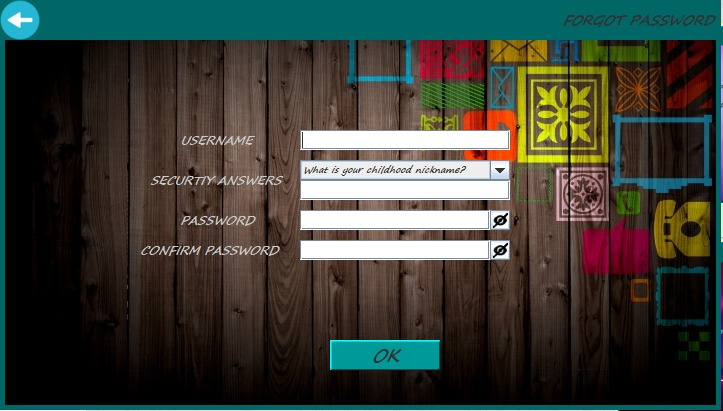 FORGOT PASSWORD
USERNAME
SECURTIY ANSWERS
What is your childhood nickname?
PASSWORD
CONFIRM PASSWORD
OK